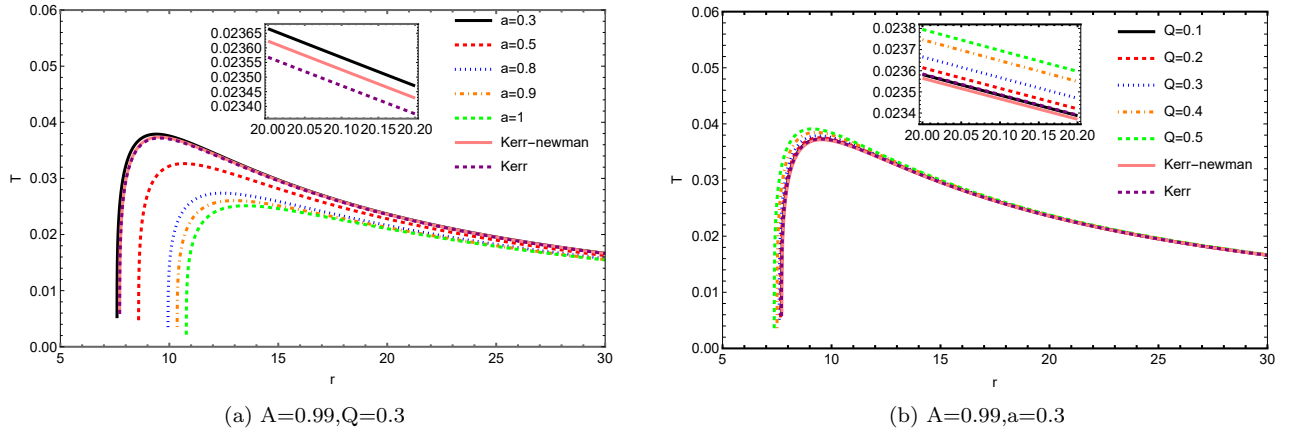 0.06
0.05
0.04
0.03
0.02
0.01
0.00
T
5
10
15
20
25
30
r
0.02365
0.02360
0.02355
0.02350
0.02345
0.02340
20.00 20.05 20.10 20.15 20.20
a=0.3
a=0.5
a=0.8
a=0.9
a=1
Kerr-newman
Kerr
(a) A=0.99,Q=0.3
0.06
0.05
0.04
0.03
0.02
0.01
0.00
T
5
10
15
20
25
30
r
0.0238
0.0237
0.0236
0.0235
0.0234
20.00 20.05 20.10 20.15 20.20
Q=0.1
Q=0.2
Q=0.3
Q=0.4
Q=0.5
Kerr-newman
Kerr
(b) A=0.99,a=0.3